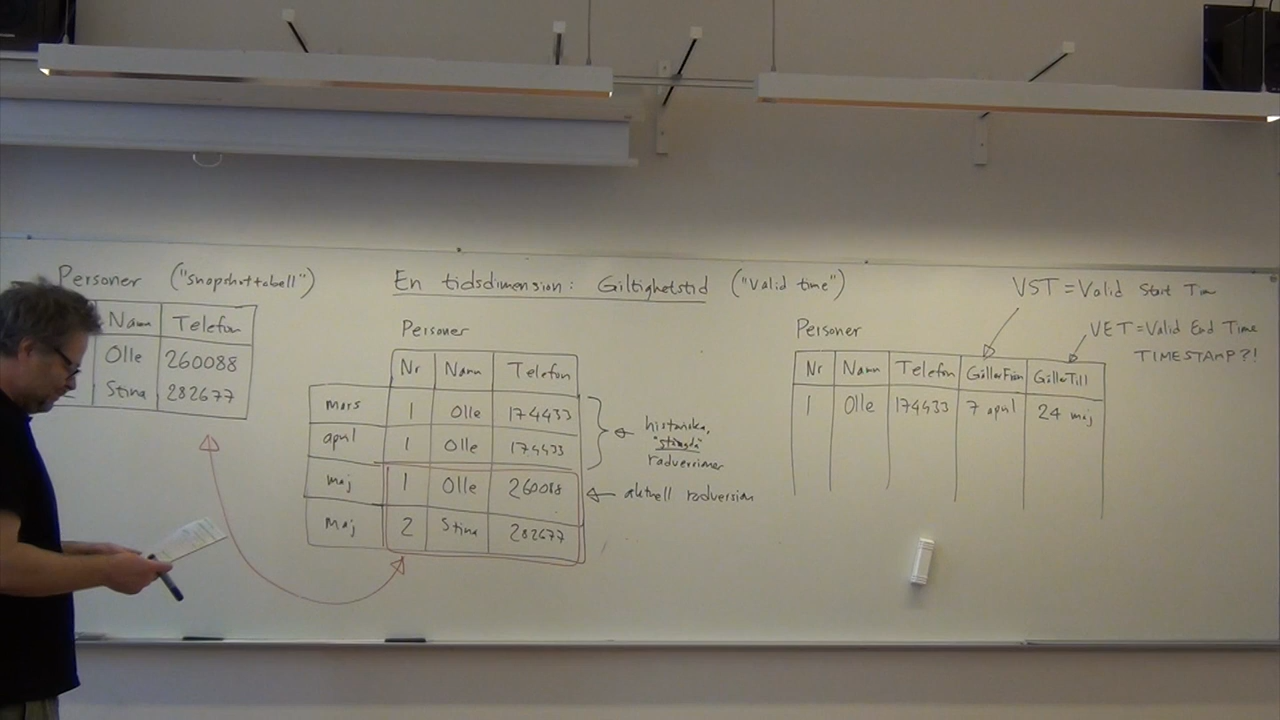 Personer ("Snapshottabell")
Namn Telefon
Olle 260088
Stina 282677
En tidsdimension: Giltighetstid ("Valid time")
Personer
Nr Namn Telefon
mars 1 Olle 174433
april 1 Olle 174433
maj 1 Olle 260088
Maj 2 Stina 282677
historiska,
"stängda"
radversioner
aktuell radversion
VST = Valid Start Tim
VET = Valid End Time
TIMESTAMP?!
Personer
Nr Namn Telefon GällerFrån GällerTill
1 Olle 174433 7 april 24 maj